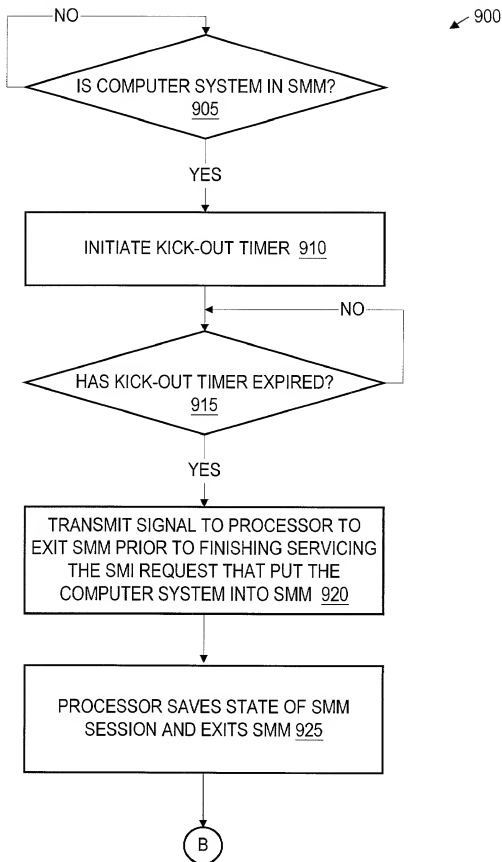 900
NO
IS COMPUTER SYSTEM IN SMM?
905
YES
INITIATE KICK-OUT TIMER 910
NO
HAS KICK-OUT TIMER EXPIRED?
915
YES
TRANSMIT SIGNAL TO PROCESSOR TO
EXIT SMM PRIOR TO FINISHING SERVICING
THE SMI REQUEST THAT PUT THE
COMPUTER SYSTEM INTO SMM 920
PROCESSOR SAVES STATE OF SMM
SESSION AND EXITS SMM 925
B